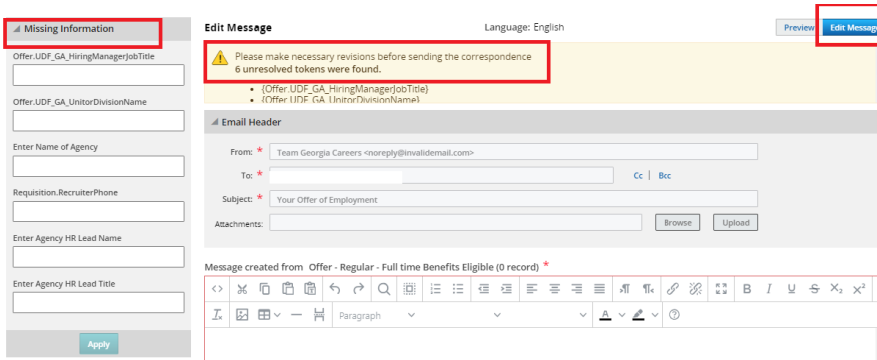 Missing Information
Offer.UDF_GA_HiringManagerJobTitle
Offer.UDF_GA_UnitorDivisionName
Enter Name of Agency
Requisition.RecruiterPhone
Enter Agency HR Lead Name
Enter Agency HR Lead Title
Apply
Edit Message
Language: English
Preview
Edit Message
Please make necessary revisions before sending the correspondence
6 unresolved tokens were found.
• {Offer.UDF_GA_HiringManagerJobTitle}
• {Offer.UDF_GA_UnitorDivisionName}
Email Header
From: * Team Georgia Careers <noreply@invalidemail.com>
To: * Cc | Bcc
Subject: * Your Offer of Employment
Attachments: Browse Upload
Message created from Offer - Regular - Full time Benefits Eligible (0 record) *
B I U S X₂ X²
Paragraph A